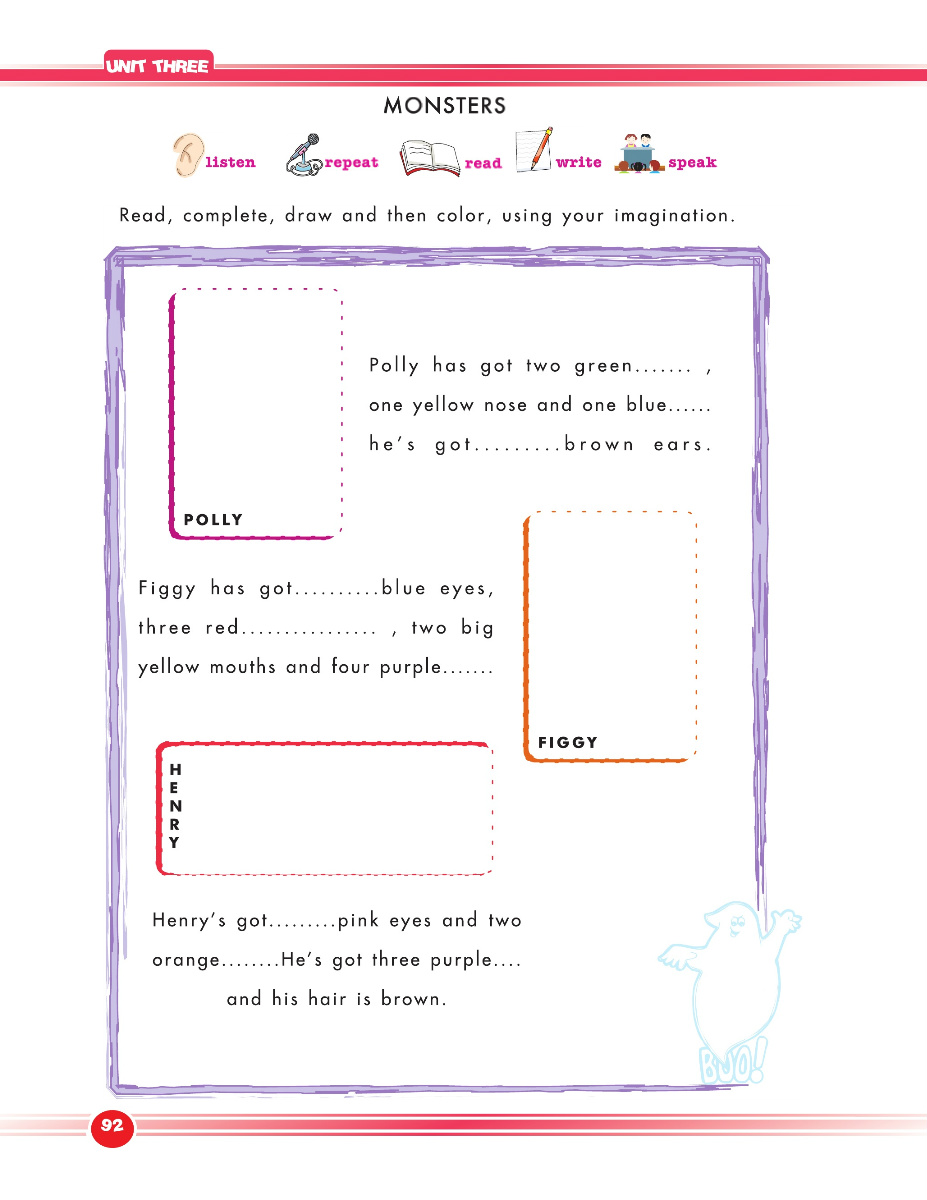 UNIT THREE
MONSTERS
listen repeat read write speak
Read, complete, draw and then color, using your imagination.
Polly has got two green....... ,
one yellow nose and one blue......
he's got.........brown ears.
POLLY
Figgy has got..........blue eyes,
three red................ , two big
yellow mouths and four purple.......
FIGGY
HENRY
Henry's got.........pink eyes and two
orange........He's got three purple....
and his hair is brown.
BUO!
92